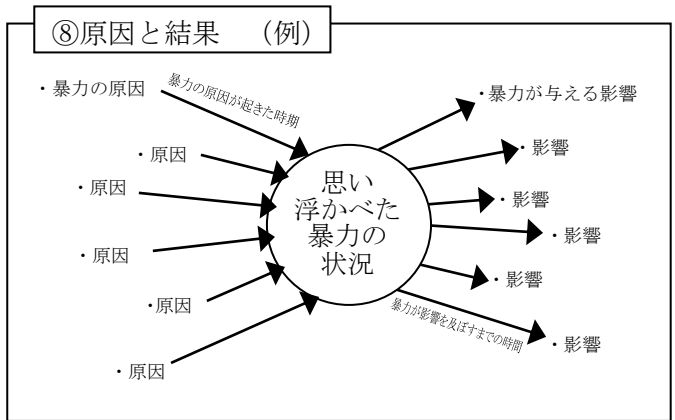 ⑧原因と結果　（例）
・暴力の原因
暴力の原因が起きた時期
・原因
・原因
・原因
・原因
・原因
思い
浮かべた
暴力の
状況
・暴力が与える影響
・影響
・影響
・影響
・影響
暴力が影響を及ぼすまでの時間
・影響